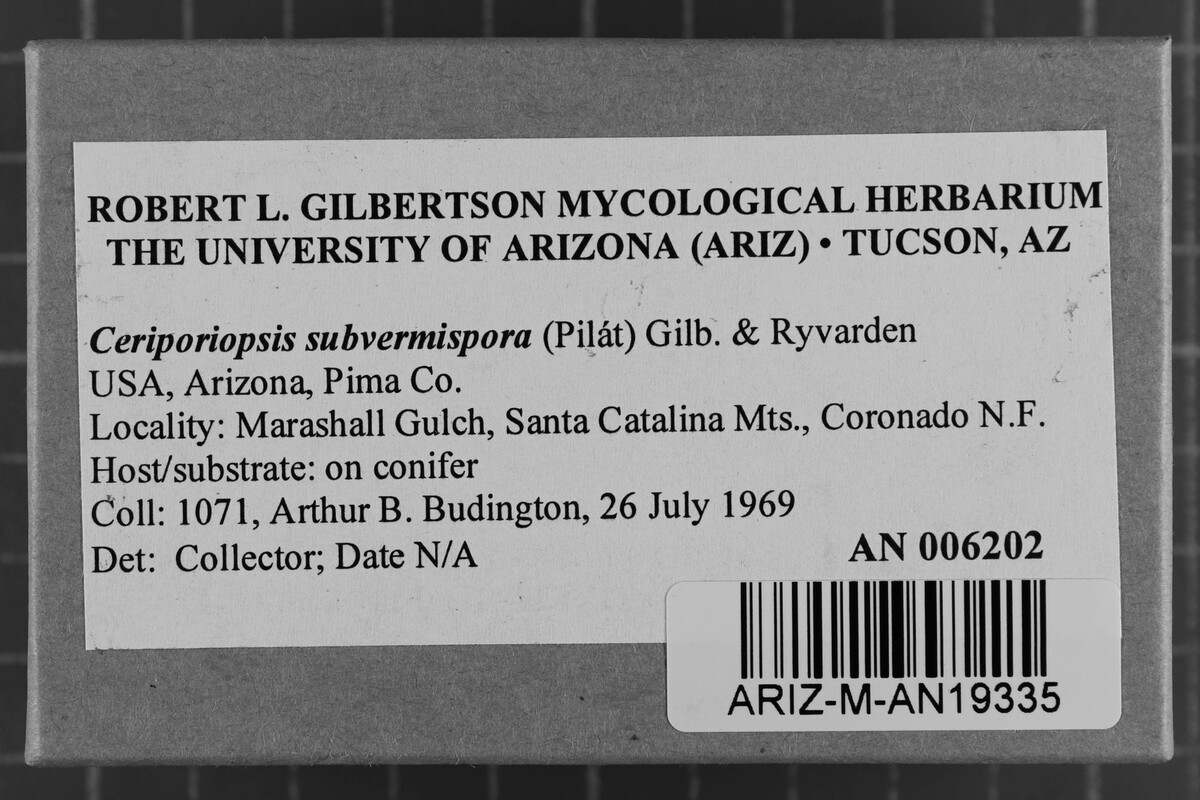 ROBERT L. GILBERTSON MYCOLOGICAL HERBARIUM
THE UNIVERSITY OF ARIZONA (ARIZ) • TUCSON, AZ
Ceriporiopsis subvermispora (Pilát) Gilb. & Ryvarden
USA, Arizona, Pima Co.
Locality: Marashall Gulch, Santa Catalina Mts., Coronado N.F.
Host/substrate: on conifer
Coll: 1071, Arthur B. Budington, 26 July 1969
Det: Collector; Date N/A
AN 006202
ARIZ-M-AN19335